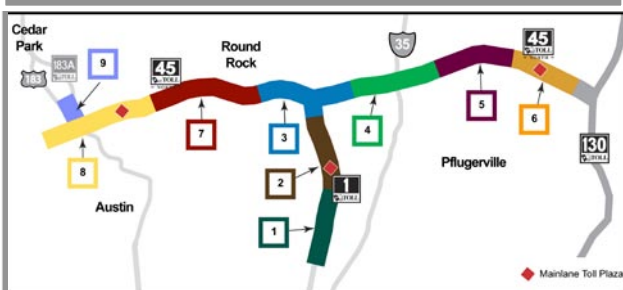 Cedar
Park
183A
TOLL
183
9
45
TOLL
Round
Rock
35
45
TOLL
7
3
4
5
6
8
2
Pflugerville
130
TOLL
1
TOLL
Austin
1
Mainlane Toll Plaza